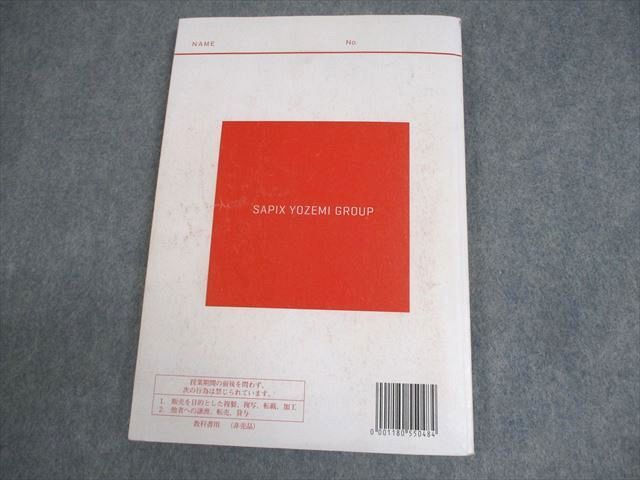 NAME No.
SAPIX YOZEMI GROUP
授業期間の前後を問わず、
次の行為は禁じられています。
1. 販売を目的とした複製、複写、転載、加工
2. 他者への譲渡、転売、貸与
教科書用 (非売品)
0 001180 550484